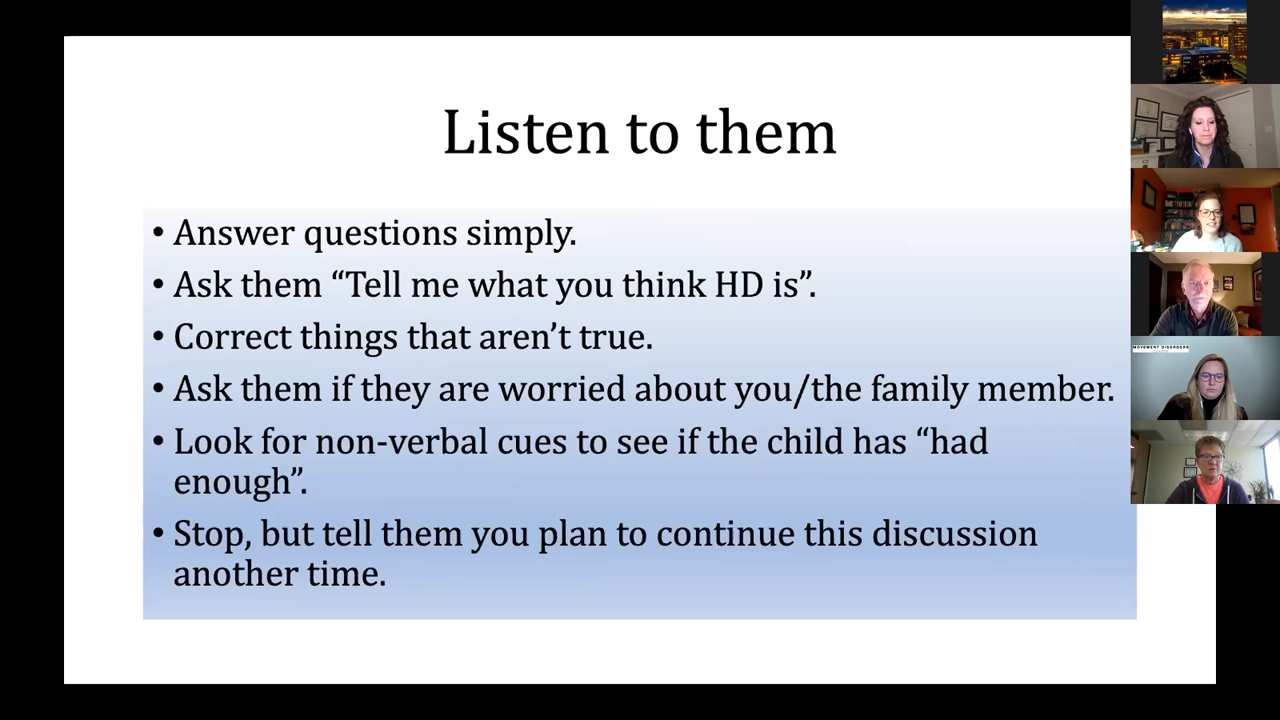 Listen to them
• Answer questions simply.
• Ask them “Tell me what you think HD is”.
• Correct things that aren’t true.
• Ask them if they are worried about you/the family member.
• Look for non-verbal cues to see if the child has “had
enough”.
• Stop, but tell them you plan to continue this discussion
another time.
MOVEMENT DISORDERS